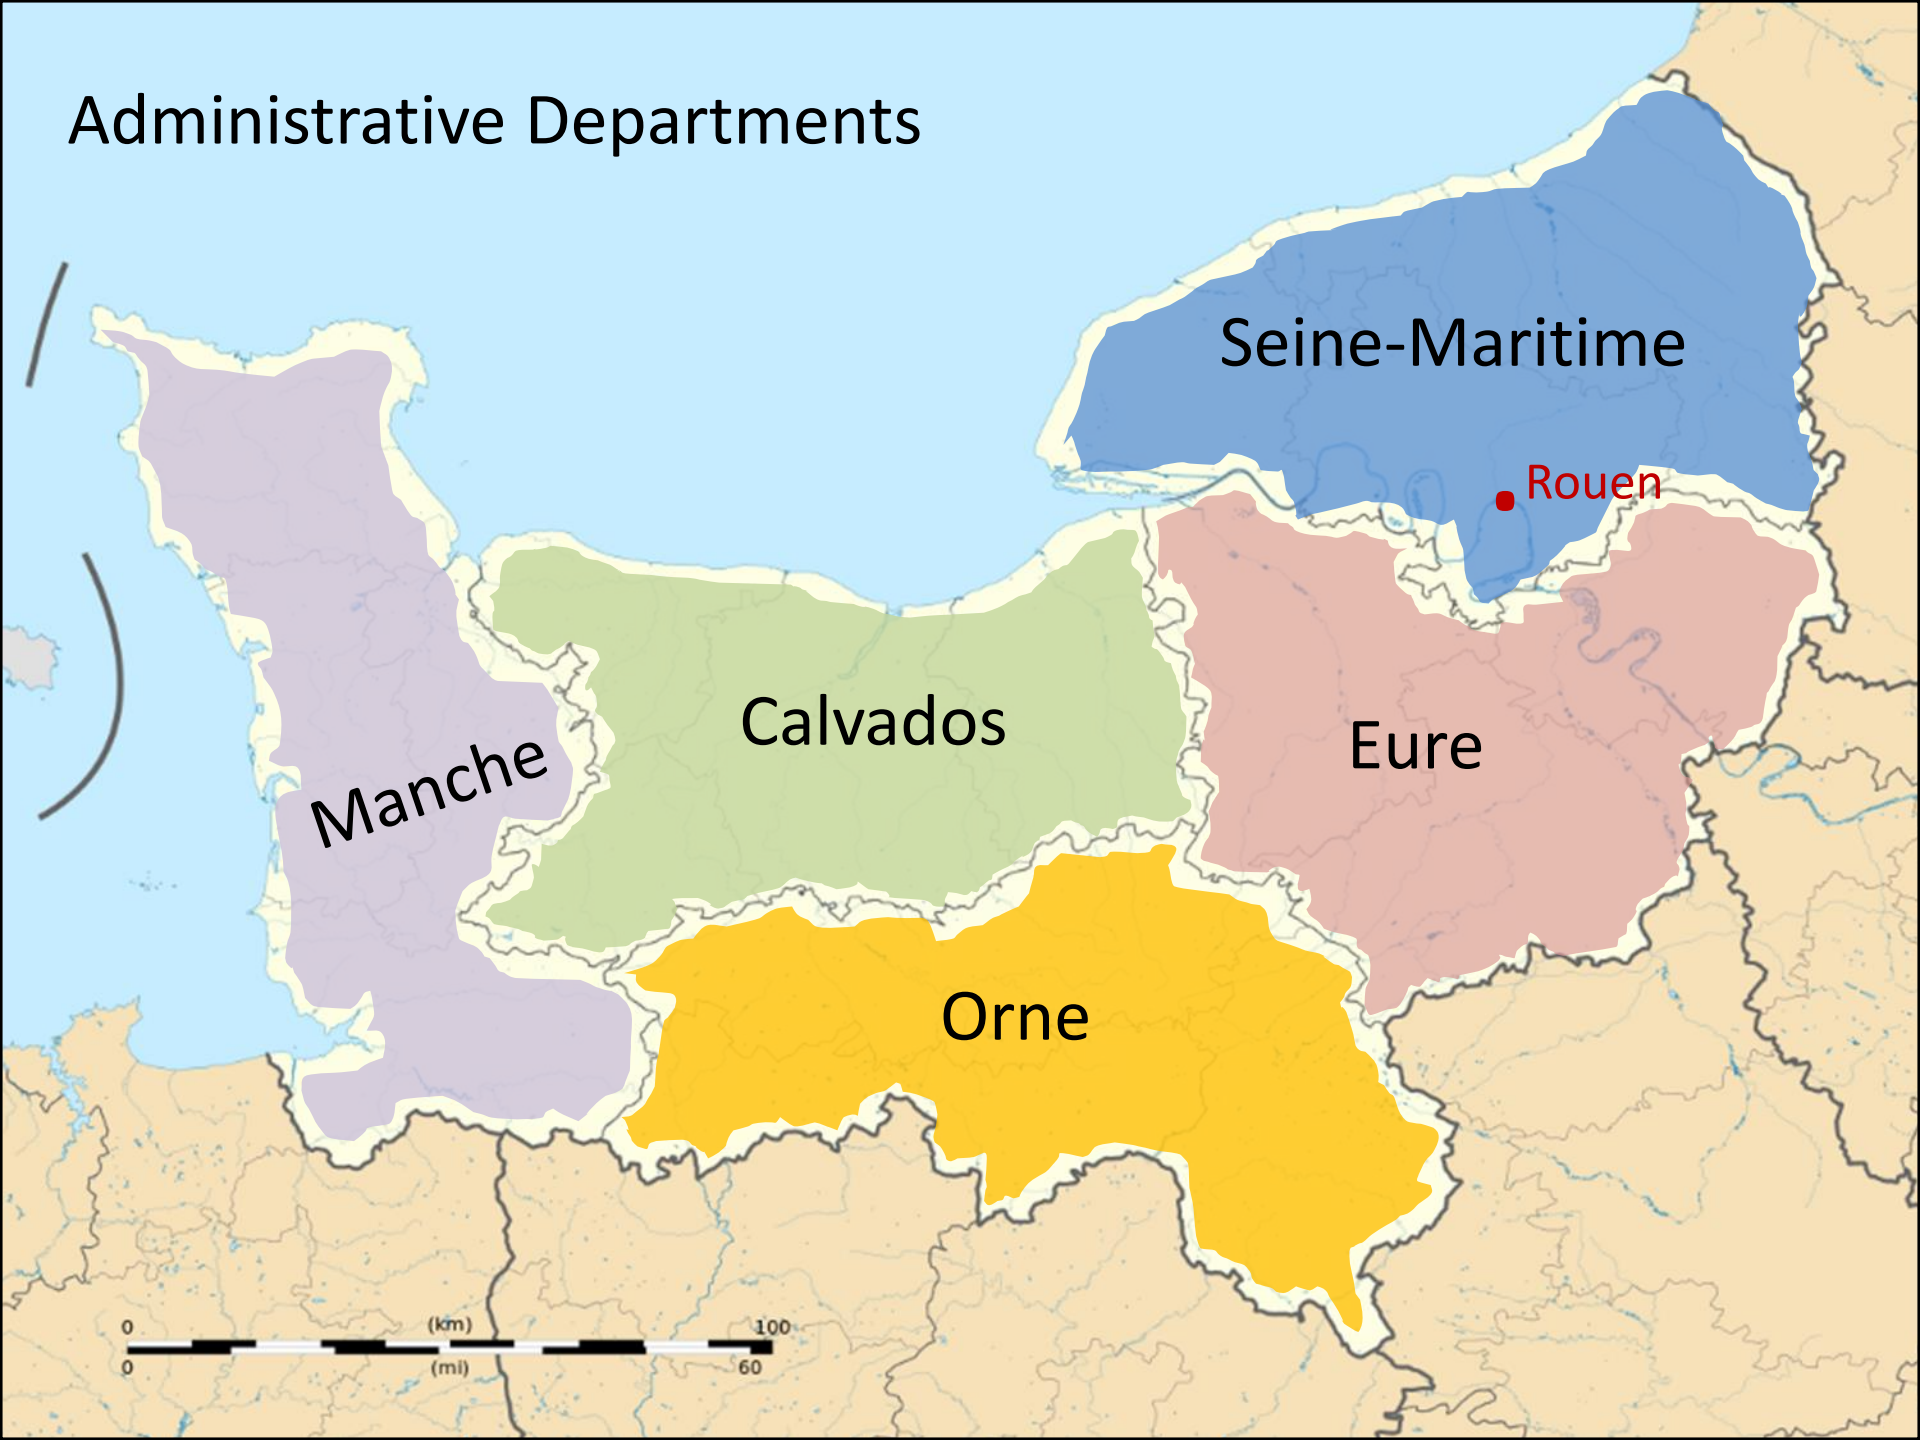 Administrative Departments
Seine-Maritime
Rouen
Calvados
Eure
Manche
Orne
0 (km) 100
0 (mi) 60